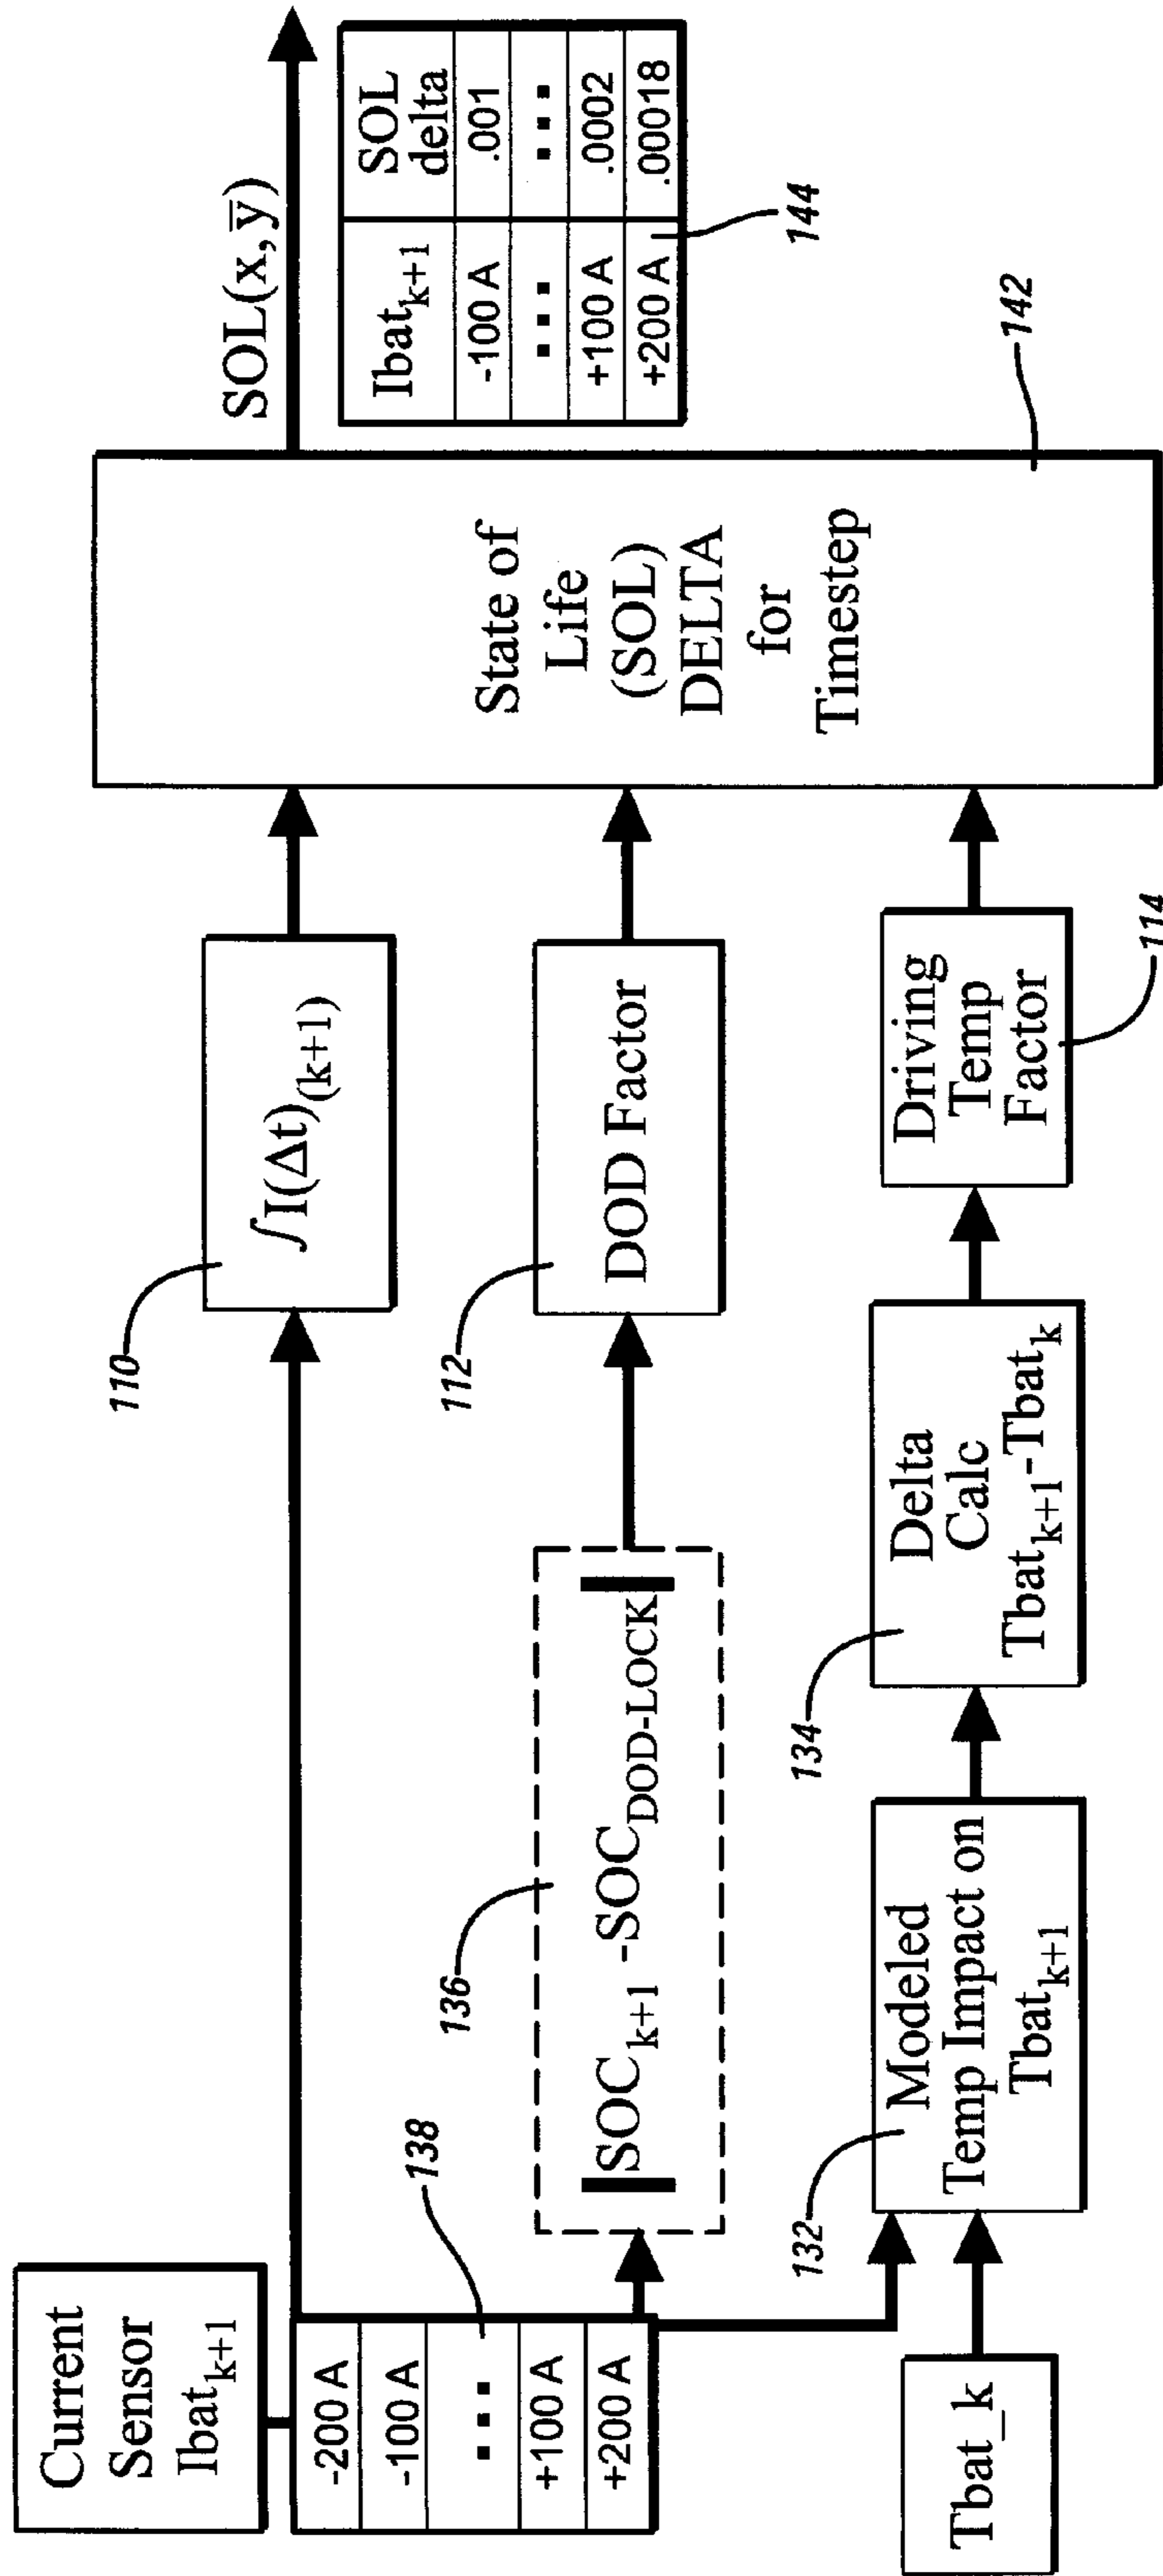 Current
Sensor
Ibat_{k+1}
-200 A
-100 A
...
+100 A
+200 A
138
Tbat_k
110
∫I(Δt)_{(k+1)}
136
|SOC_{k+1} -SOC_{DOD-LOCK}|
112
DOD Factor
132
Modeled
Temp Impact on
Tbat_{k+1}
134
Delta
Calc
Tbat_{k+1}-Tbat_k
Driving
Temp
Factor
114
State of
Life
(SOL)
DELTA
for
Timestep
142
SOL(x,y̅)
Ibat_{k+1} SOL delta
-100 A .001
... ...
+100 A .0002
+200 A .00018
144